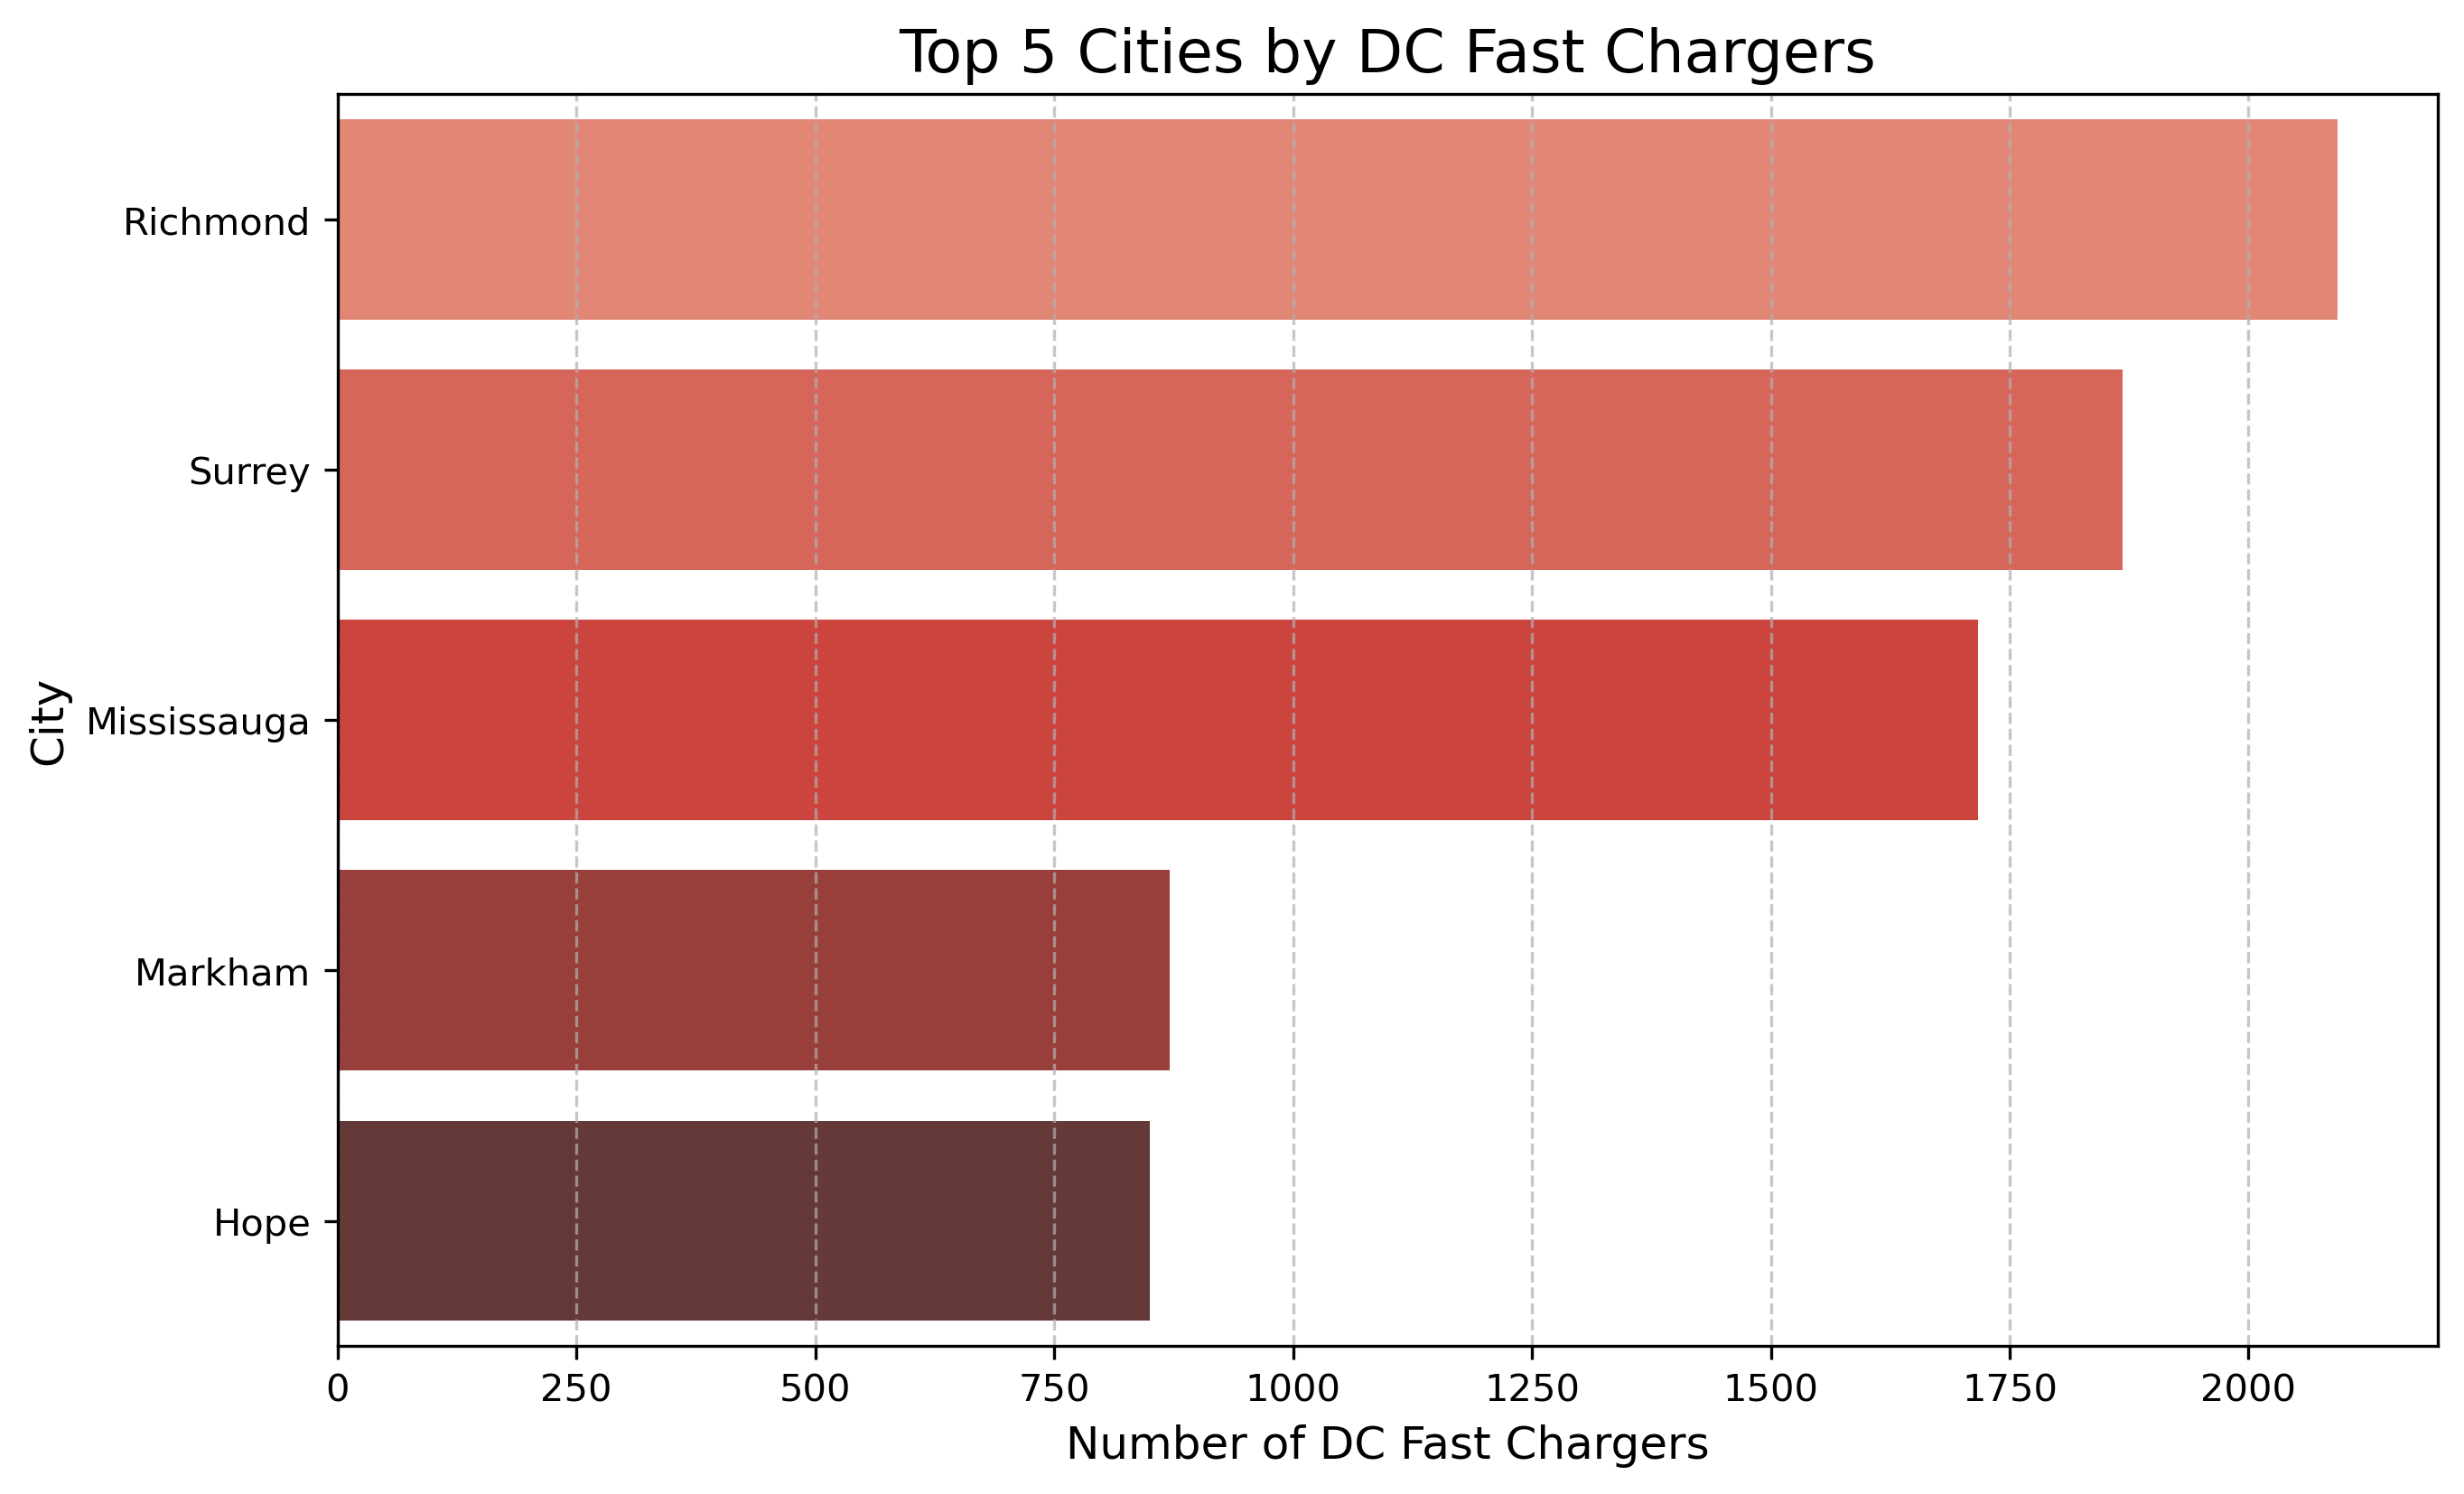 Top 5 Cities by DC Fast Chargers
City
Richmond
Surrey
Mississauga
Markham
Hope
0 250 500 750 1000 1250 1500 1750 2000
Number of DC Fast Chargers